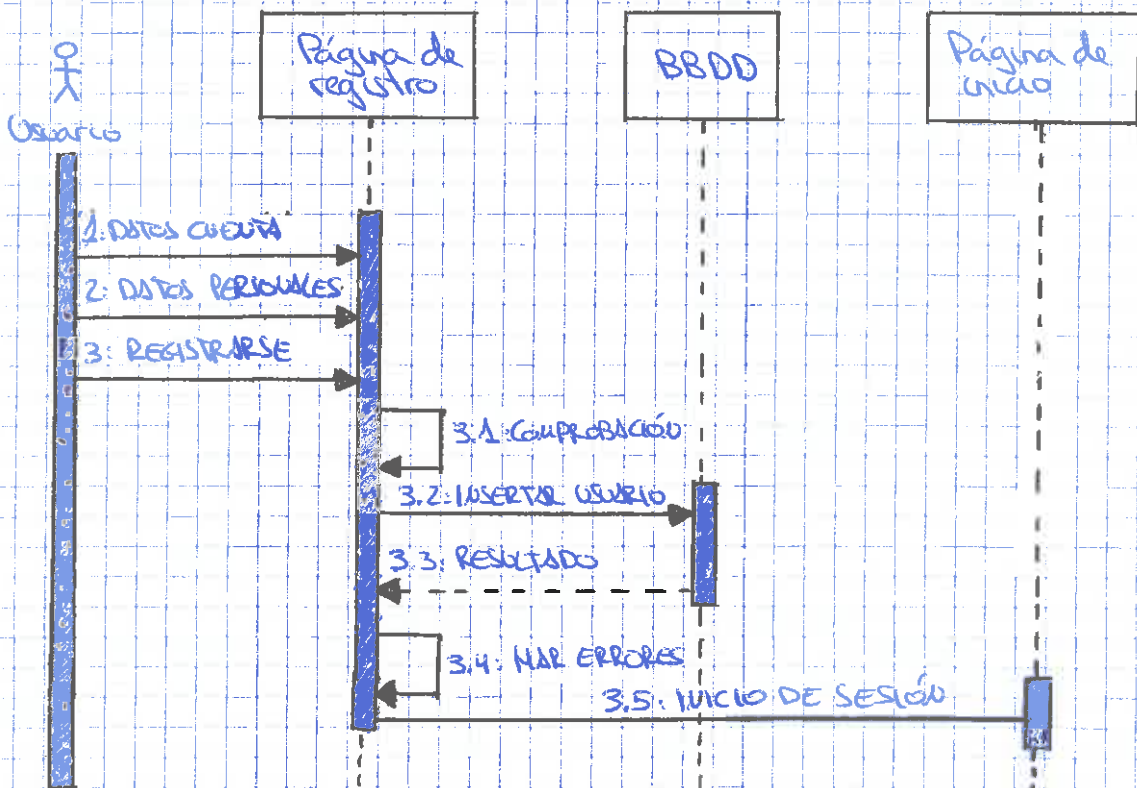 Página de
registro
BBDD
Página de
inicio
Usuario
1: DATOS CUENTA
2: DATOS PERSONALES
3: REGISTRARSE
3.1: COMPROBACIÓN
3.2: INSERTAR USUARIO
3.3: RESULTADO
3.4: MAR ERRORES
3.5: INICIO DE SESIÓN